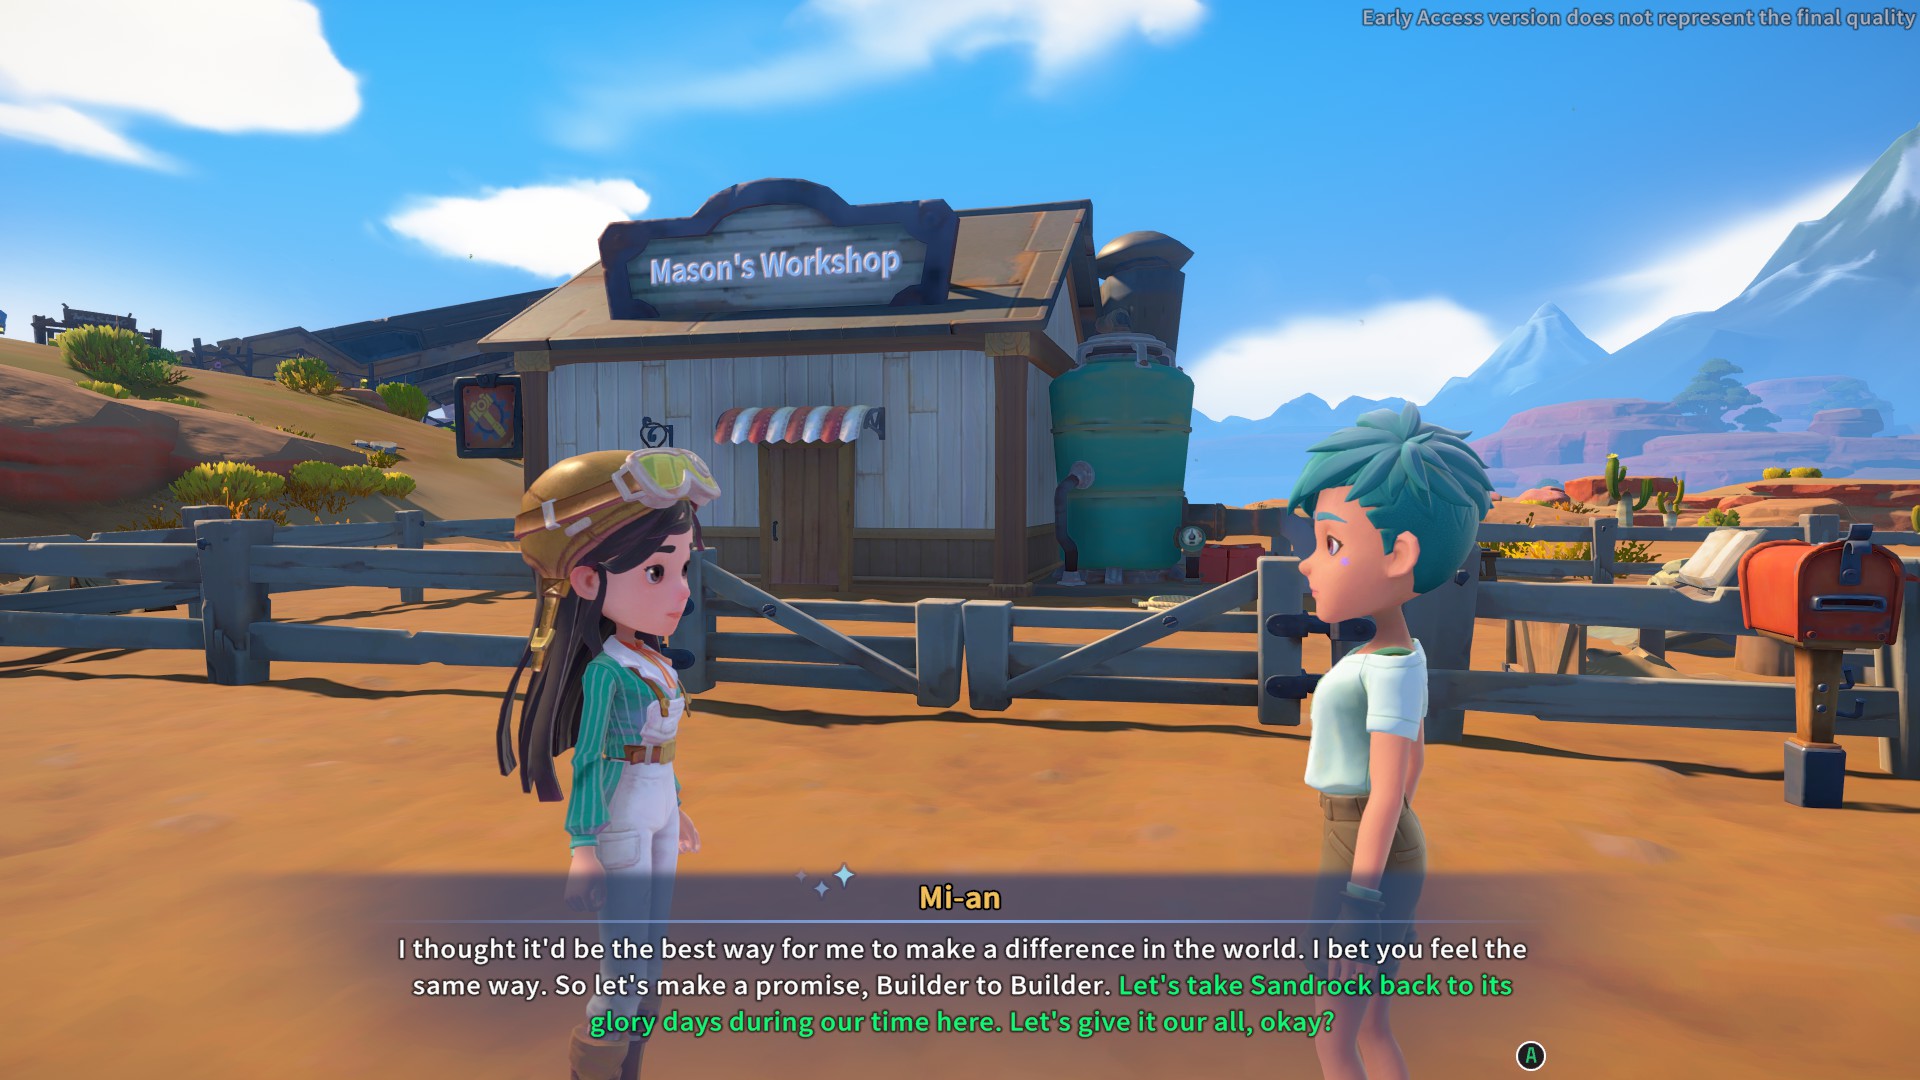 Early Access version does not represent the final quality
Mason's Workshop
Mi-an
I thought it'd be the best way for me to make a difference in the world. I bet you feel the
same way. So let's make a promise, Builder to Builder. Let's take Sandrock back to its
glory days during our time here. Let's give it our all, okay?
A